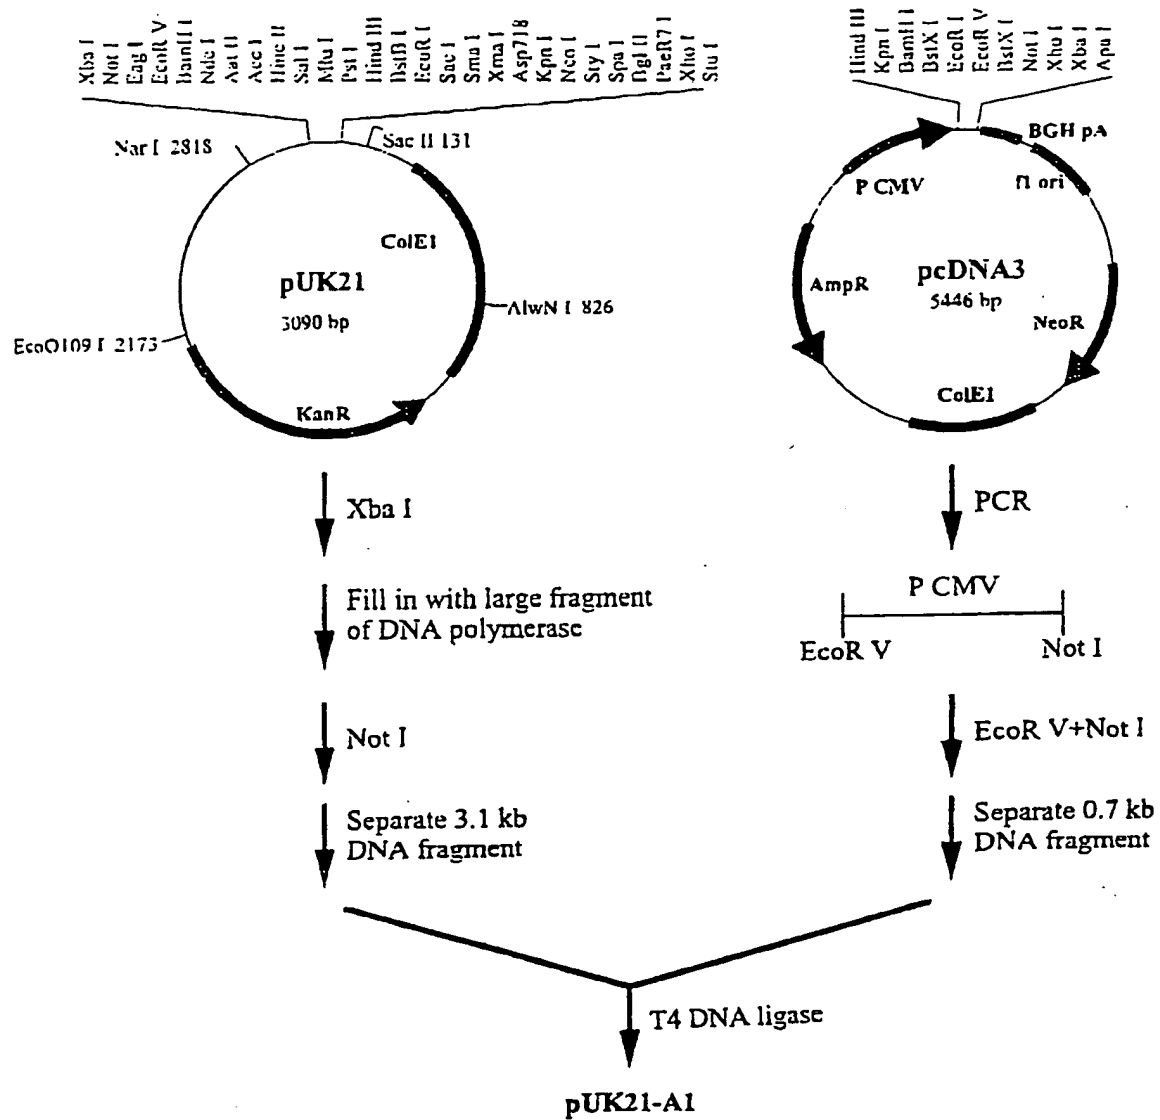 Xba I
Not I
Eag I
EcoR V
BamH I
Nde I
Aat II
Acc I
Hinc II
Sal I
Mlu I
Pst I
Hind III
BstB I
EcoR I
Sac I
Sma I
Xma I
Asp718
Kpn I
Nco I
Sty I
Spa I
Bgl II
PaeR7 I
Xho I
Stu I
Hind III
Kpn I
BamH I
BstX I
EcoR I
EcoR V
BstX I
Not I
Xho I
Xba I
Apa I
Nar I 2818
Sac II 131
BGH pA
P CMV
f1 ori
ColE1
pUK21
3090 bp
AlwN I 826
EcoO109 I 2173
KanR
AmpR
pcDNA3
5446 bp
NeoR
ColE1
Xba I
PCR
Fill in with large fragment
of DNA polymerase
P CMV
EcoR V
Not I
Not I
EcoR V+Not I
Separate 3.1 kb
DNA fragment
Separate 0.7 kb
DNA fragment
T4 DNA ligase
pUK21-A1